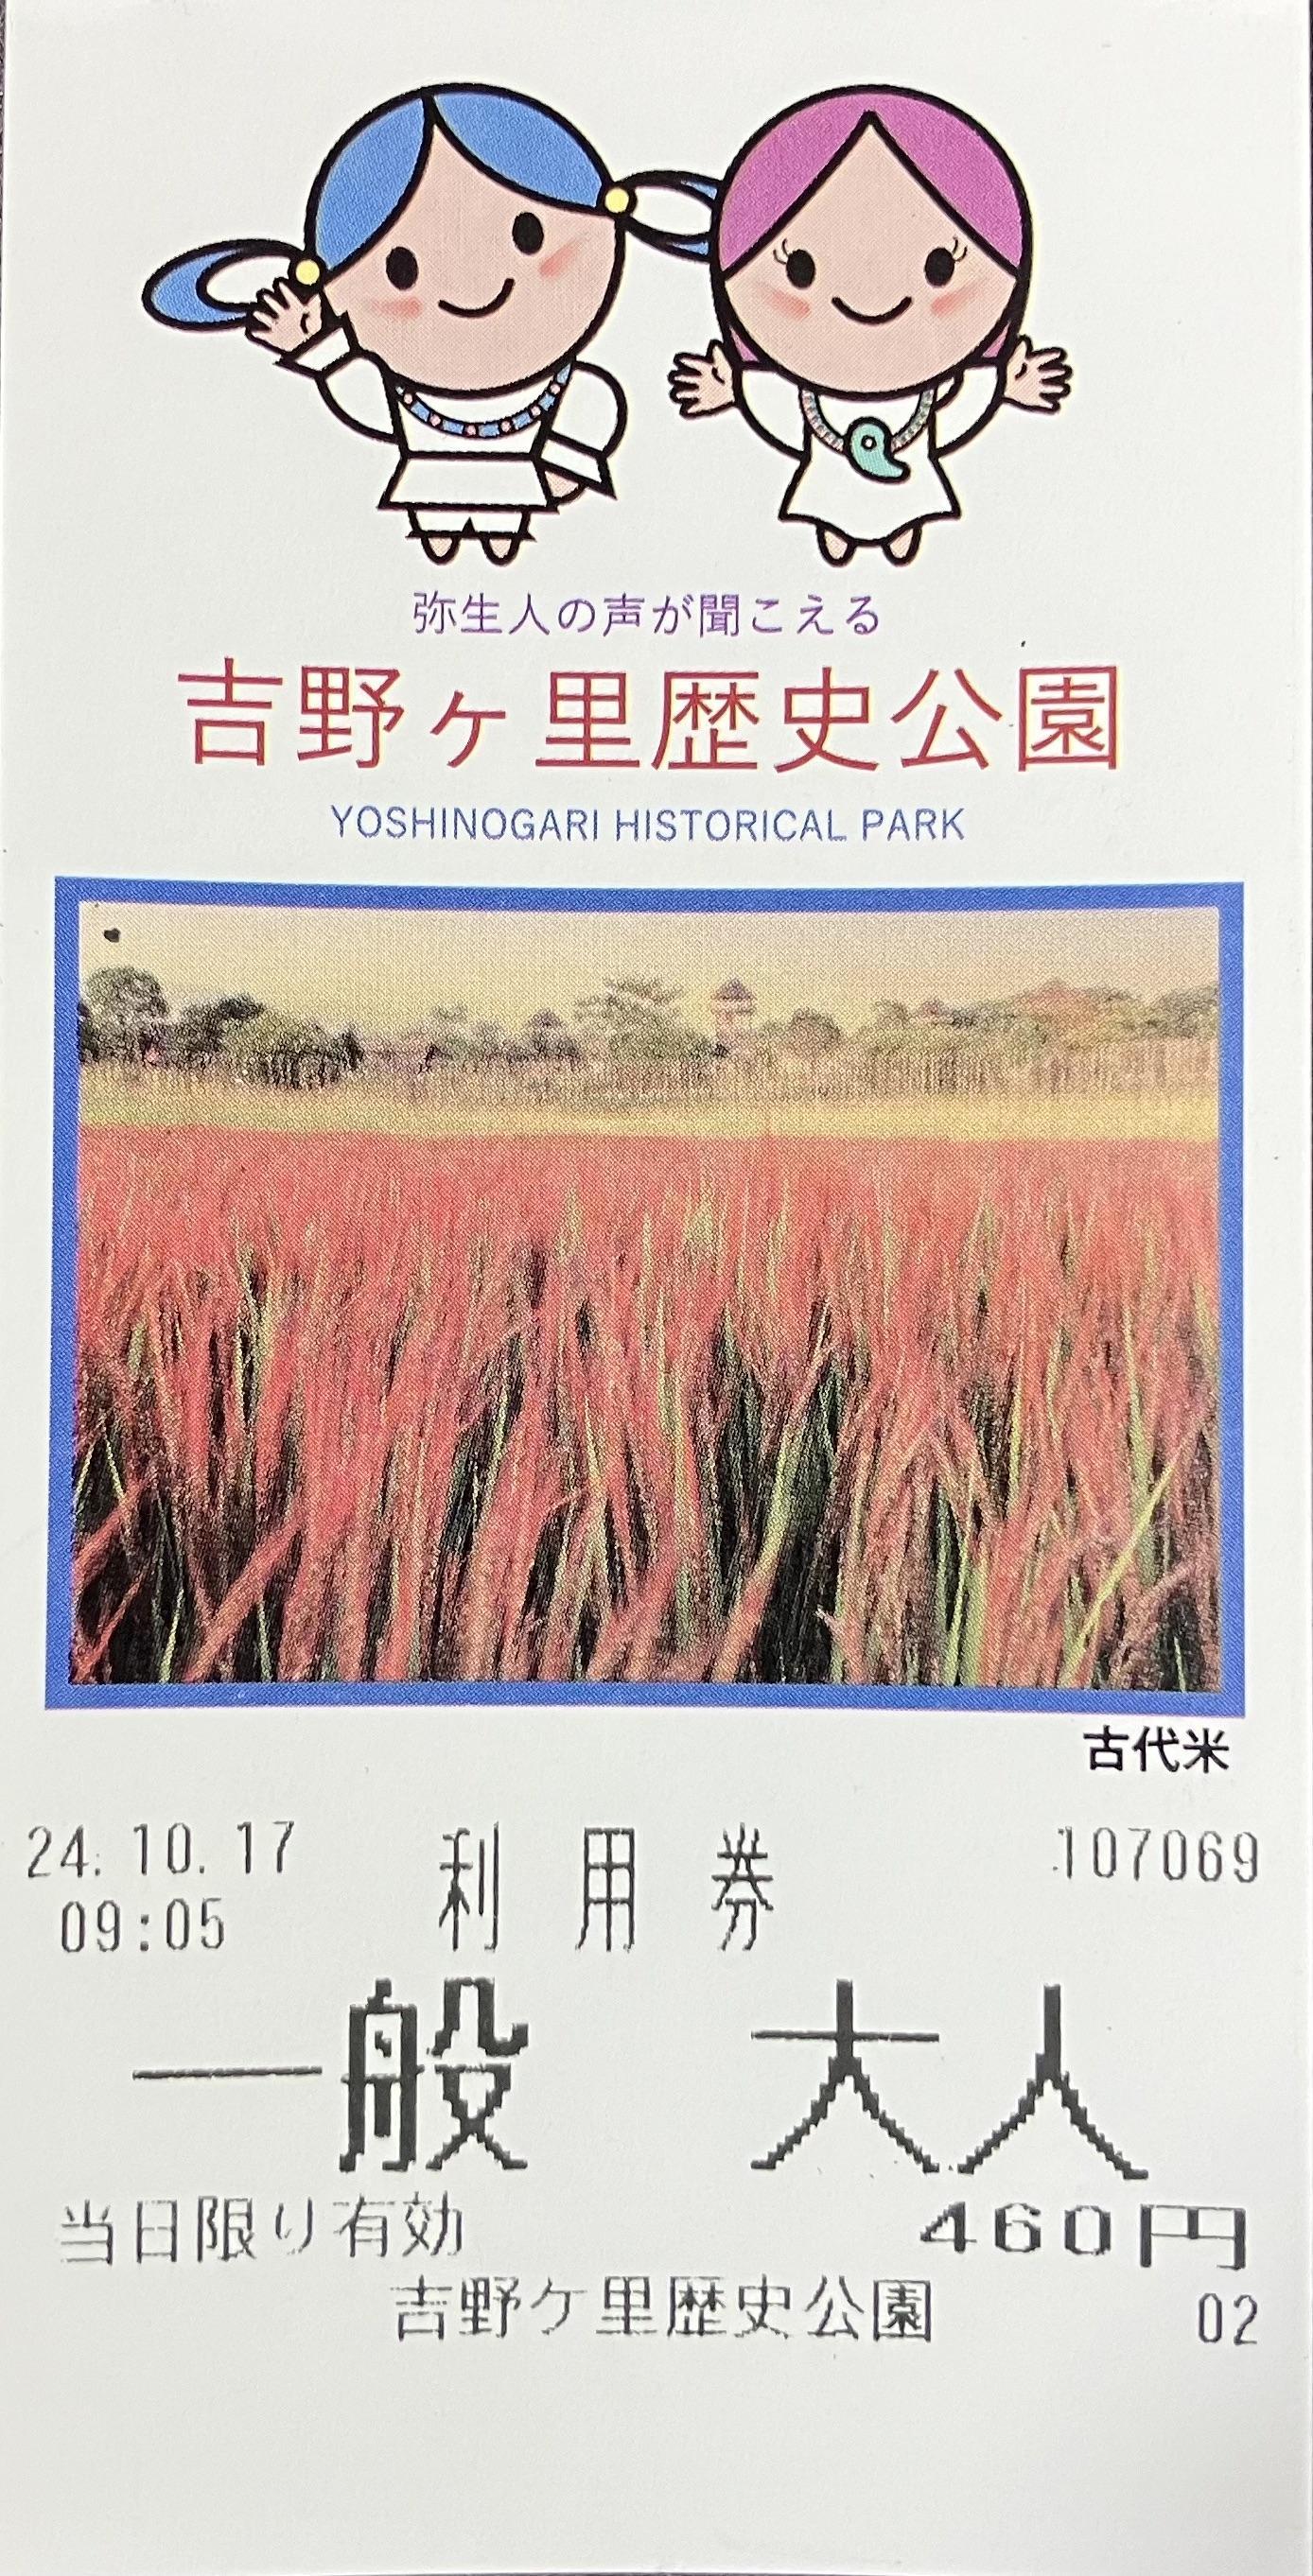 弥生人の声が聞こえる
吉野ヶ里歴史公園
YOSHINOGARI HISTORICAL PARK
古代米
24.10.17 利用券 107069
09:05
一般 大人
当日限り有効 460円
吉野ケ里歴史公園 02